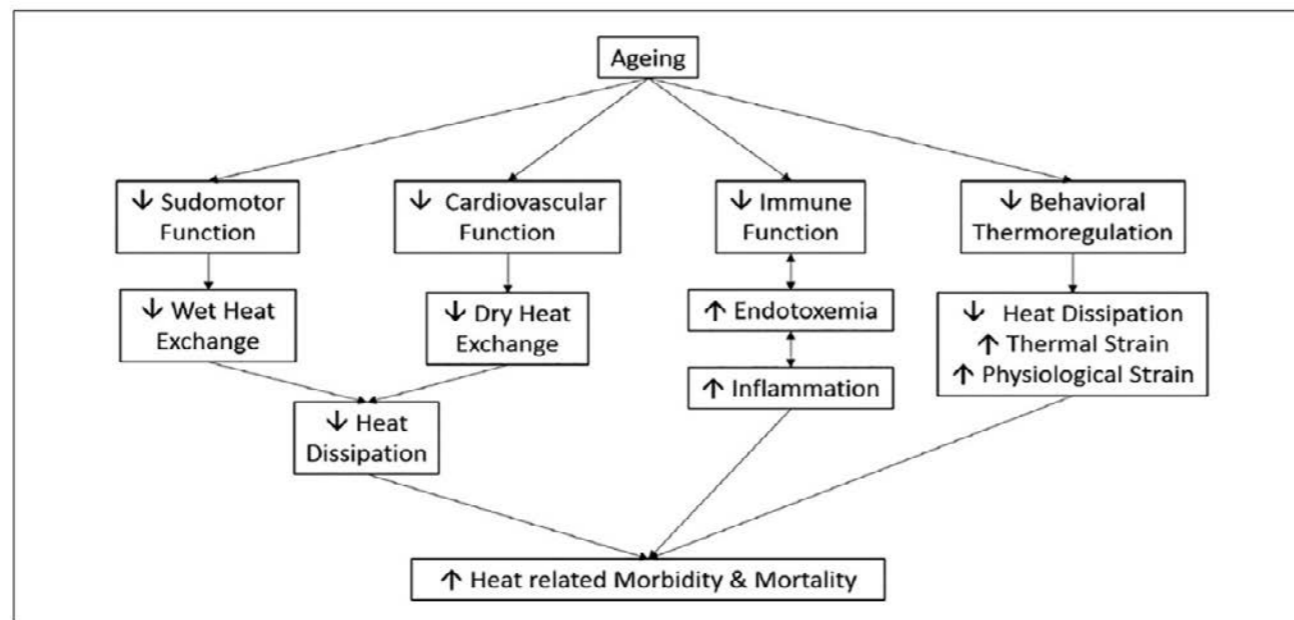 Ageing
↓ Sudomotor
Function
↓ Cardiovascular
Function
↓ Immune
Function
↓ Behavioral
Thermoregulation
↓ Wet Heat
Exchange
↓ Dry Heat
Exchange
↑ Endotoxemia
↓ Heat Dissipation
↑ Thermal Strain
↑ Physiological Strain
↑ Inflammation
↓ Heat
Dissipation
↑ Heat related Morbidity & Mortality